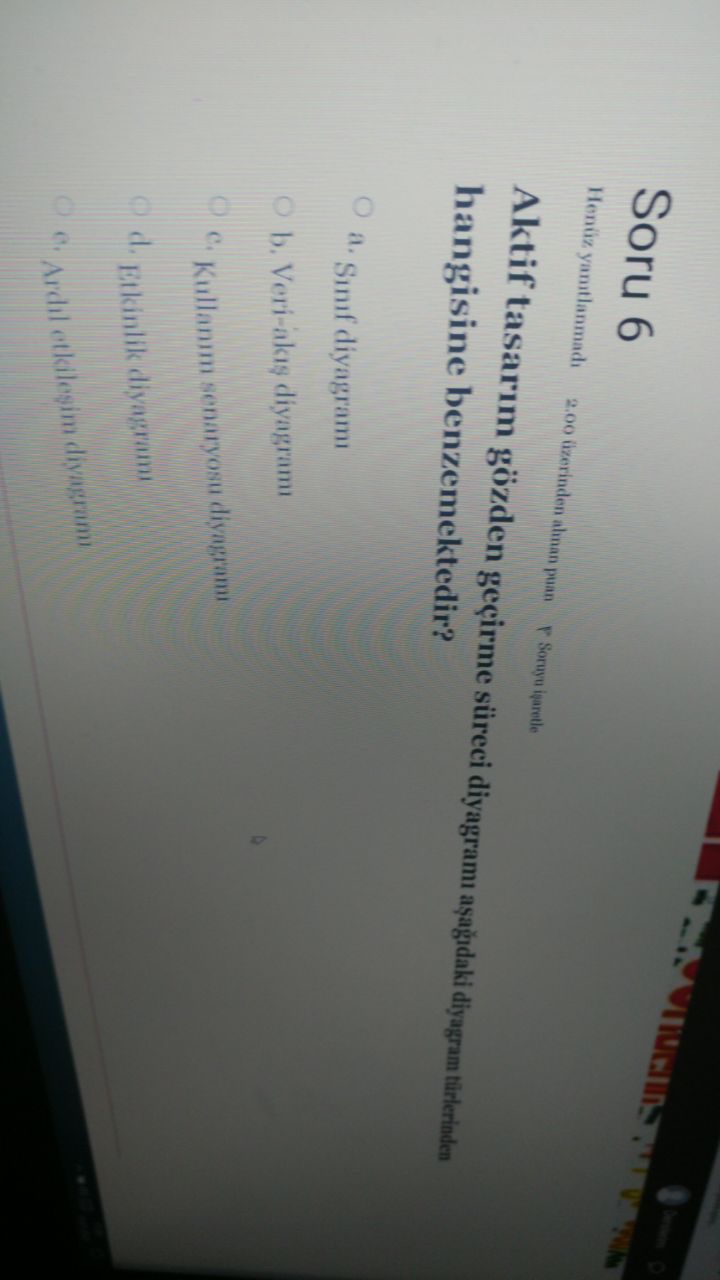 Soru 6
Henüz yanıtlanmadı 2.00 üzerinden alınan puan Soruyu işaretle
Aktif tasarım gözden geçirme süreci diyagramı aşağıdaki diyagram türlerinden
hangisine benzemektedir?
a. Sınıf diyagramı
b. Veri-akış diyagramı
c. Kullanım senaryosu diyagramı
d. Etkinlik diyagramı
e. Ardıl etkileşim diyagramı